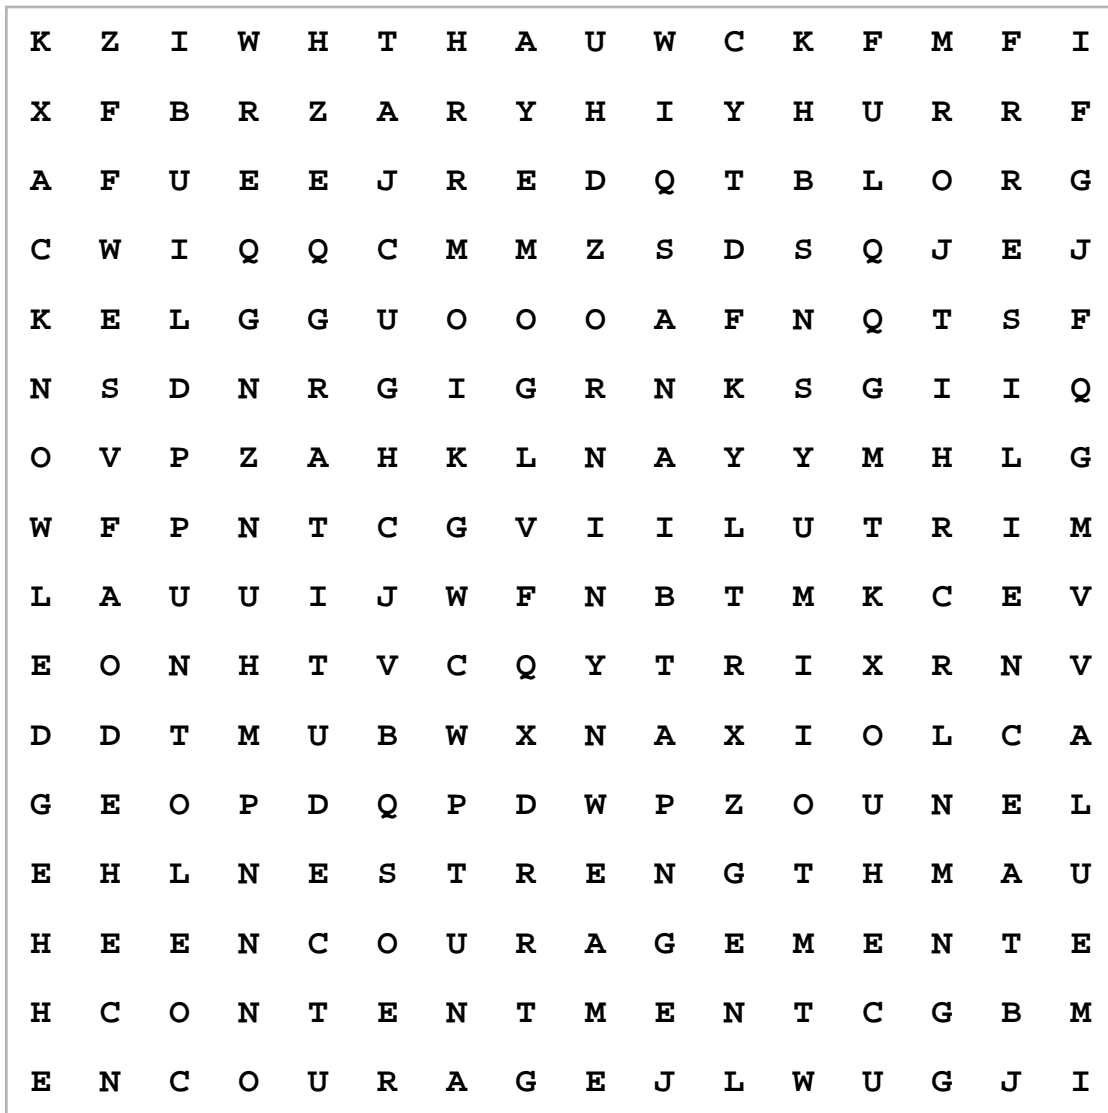 K Z I W H T H A U W C K F M F I
X F B R Z A R Y H I Y H U R R F
A F U E E J R E D Q T B L O R G
C W I Q Q C M M Z S D S Q J E J
K E L G G U O O O A F N Q T S F
N S D N R G I G R N K S G I I Q
O V P Z A H K L N A Y Y M H L G
W F P N T C G V I I L U T R I M
L A U U I J W F N B T M K C E V
E O N H T V C Q Y T R I X R N V
D D T M U B W X N A X I O L C A
G E O P D Q P D W P Z O U N E L
E H L N E S T R E N G T H M A U
H E E N C O U R A G E M E N T E
H C O N T E N T M E N T C G B M
E N C O U R A G E J L W U G J I